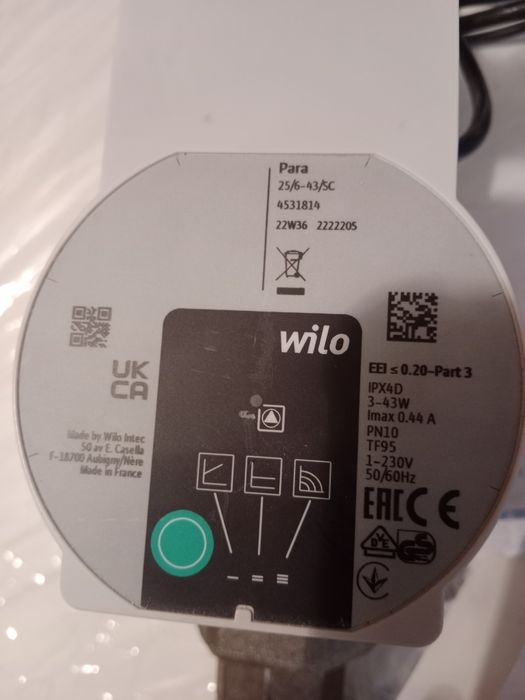 Para
25/6-43/SC
4531814
22W36 2222205
wilo
EEI ≤ 0.20-Part 3
IPX4D
3-43W
Imax 0.44 A
PN10
TF95
1~230V
50/60Hz
UK
CA
Made by Wilo Intec
50 av E. Casella
F-18700 Aubigny/Nère
Made in France
EAC CE
VDE